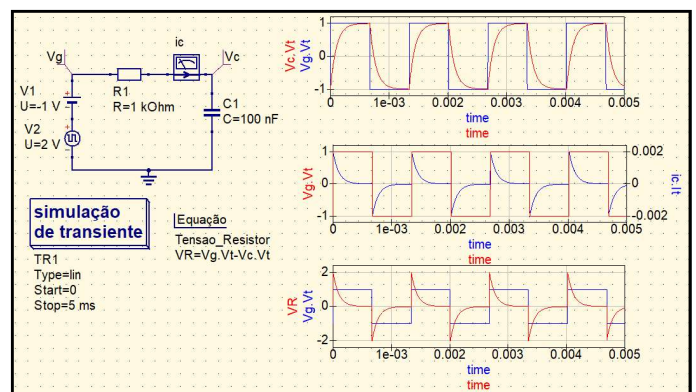 Vg
ic
Vc
V1
U=-1 V
R1
R=1 kOhm
C1
C=100 nF
V2
U=2 V
simulação
de transiente
TR1
Type=lin
Start=0
Stop=5 ms
Equação
Tensao_Resistor
VR=Vg.Vt-Vc.Vt
Vc.Vt
Vg.Vt
1
0
-1
0 1e-03 0.002 0.003 0.004 0.005
time
time
Vg.Vt
1
0
-1
0.002
0
-0.002
ic.It
0 1e-03 0.002 0.003 0.004 0.005
time
time
VR
Vg.Vt
2
0
-2
0 1e-03 0.002 0.003 0.004 0.005
time
time